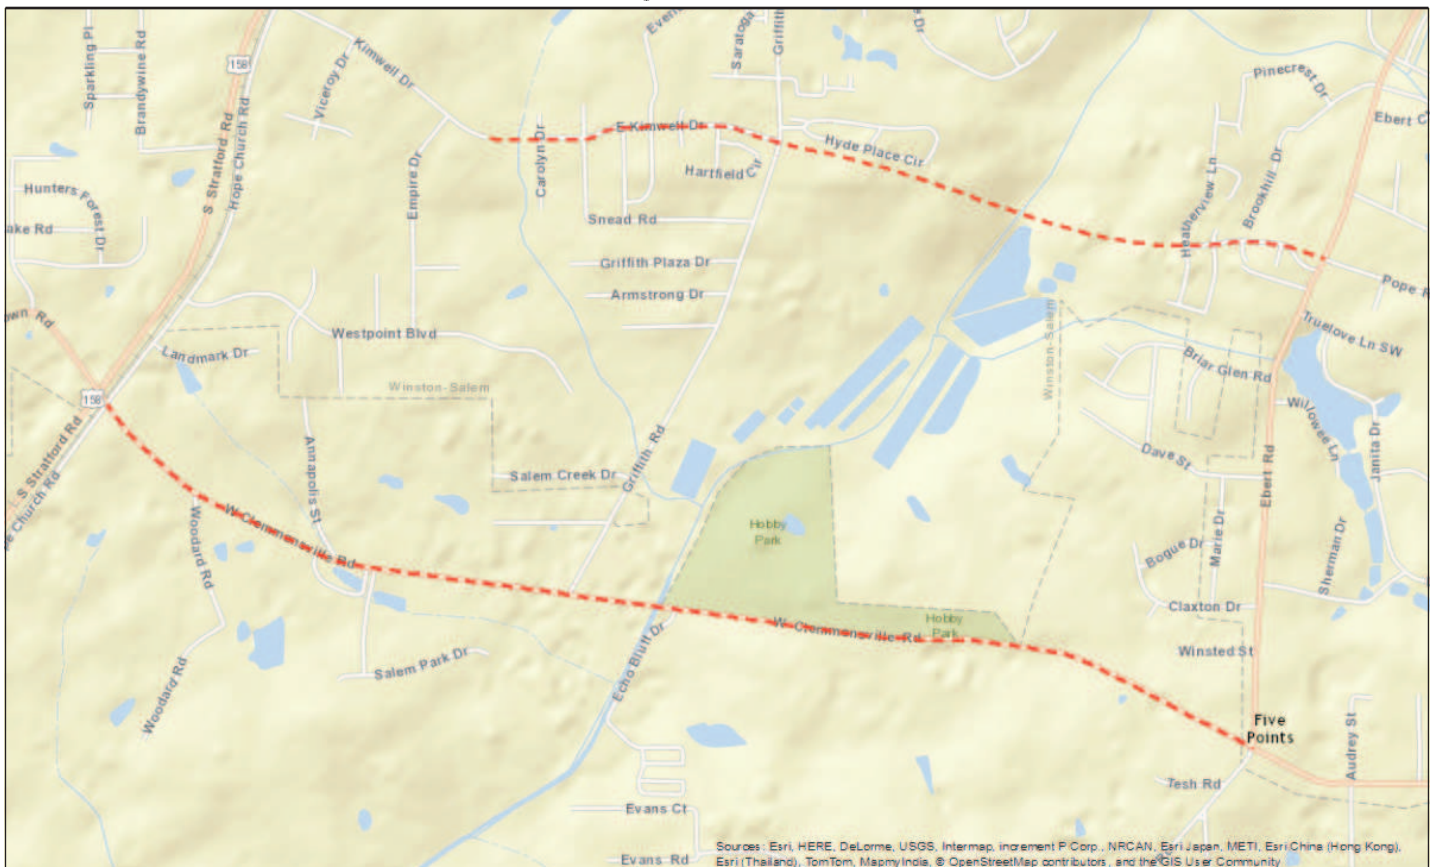 Sparkling Pl
Brandywine Rd
158
Viceroy Dr
Kimwell Dr
Saratoga
Griffith
Pinecrest Dr
Ebert C
S Stratford Rd
Hope Church Rd
Empire Dr
Carolyn Dr
E Kimwell Dr
Hyde Place Cir
Hartfield Cir
Heatherview Ln
Brookhill Dr
Hunters Forest Dr
ake Rd
Snead Rd
Griffith Plaza Dr
Armstrong Dr
Pope R
own Rd
Westpoint Blvd
Landmark Dr
Winston-Salem
Winston-Salem
Truelove Ln SW
Briar Glen Rd
158
S Stratford Rd
pe Church Rd
Annapolis St
Salem Creek Dr
Griffith Rd
Willowee Ln
Janita Dr
Dave St
Ebert Rd
Woodard Rd
W Clemmonsville Rd
Hobby
Park
Marie Dr
Bogue Dr
Sherman Dr
Claxton Dr
Hobby
Park
W Clemmonsville Rd
Echo Bluff Dr
Winsted St
Salem Park Dr
Woodard Rd
Five
Points
Audrey St
Tesh Rd
Evans Ct
Evans Rd
Sources: Esri, HERE, DeLorme, USGS, Intermap, increment P Corp., NRCAN, Esri Japan, METI, Esri China (Hong Kong),
Esri (Thailand), TomTom, MapmyIndia, © OpenStreetMap contributors, and the GIS User Community